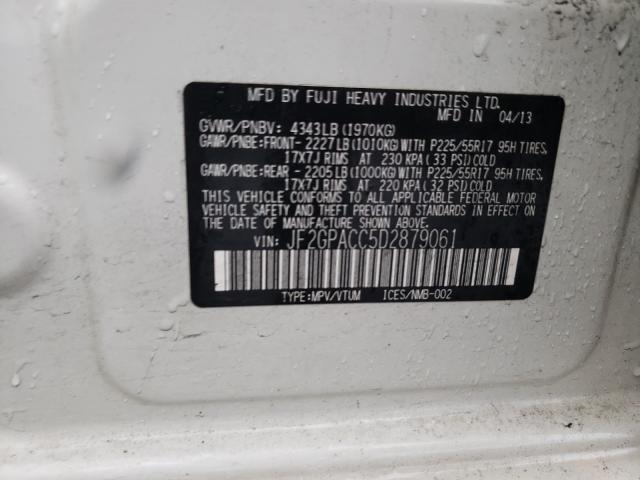 MFD BY FUJI HEAVY INDUSTRIES LTD.
MFD IN 04/13
GVWR/PNBV: 4343LB(1970KG)
GAWR/PNBE:FRONT- 2227LB(1010KG)WITH P225/55R17 95H TIRES,
17X7J RIMS AT 230 KPA( 33 PSI)COLD
GAWR/PNBE:REAR - 2205LB(1000KG)WITH P225/55R17 95H TIRES,
17X7J RIMS AT 220 KPA( 32 PSI)COLD
THIS VEHICLE CONFORMS TO ALL APPLICABLE FEDERAL MOTOR
VEHICLE SAFETY AND THEFT PREVENTION STANDARDS IN EFFECT ON
THE DATE OF MANUFACTURE SHOWN ABOVE.
VIN: JF2GPACC5D2879061
TYPE:MPV/VTUM ICES/NMB-002